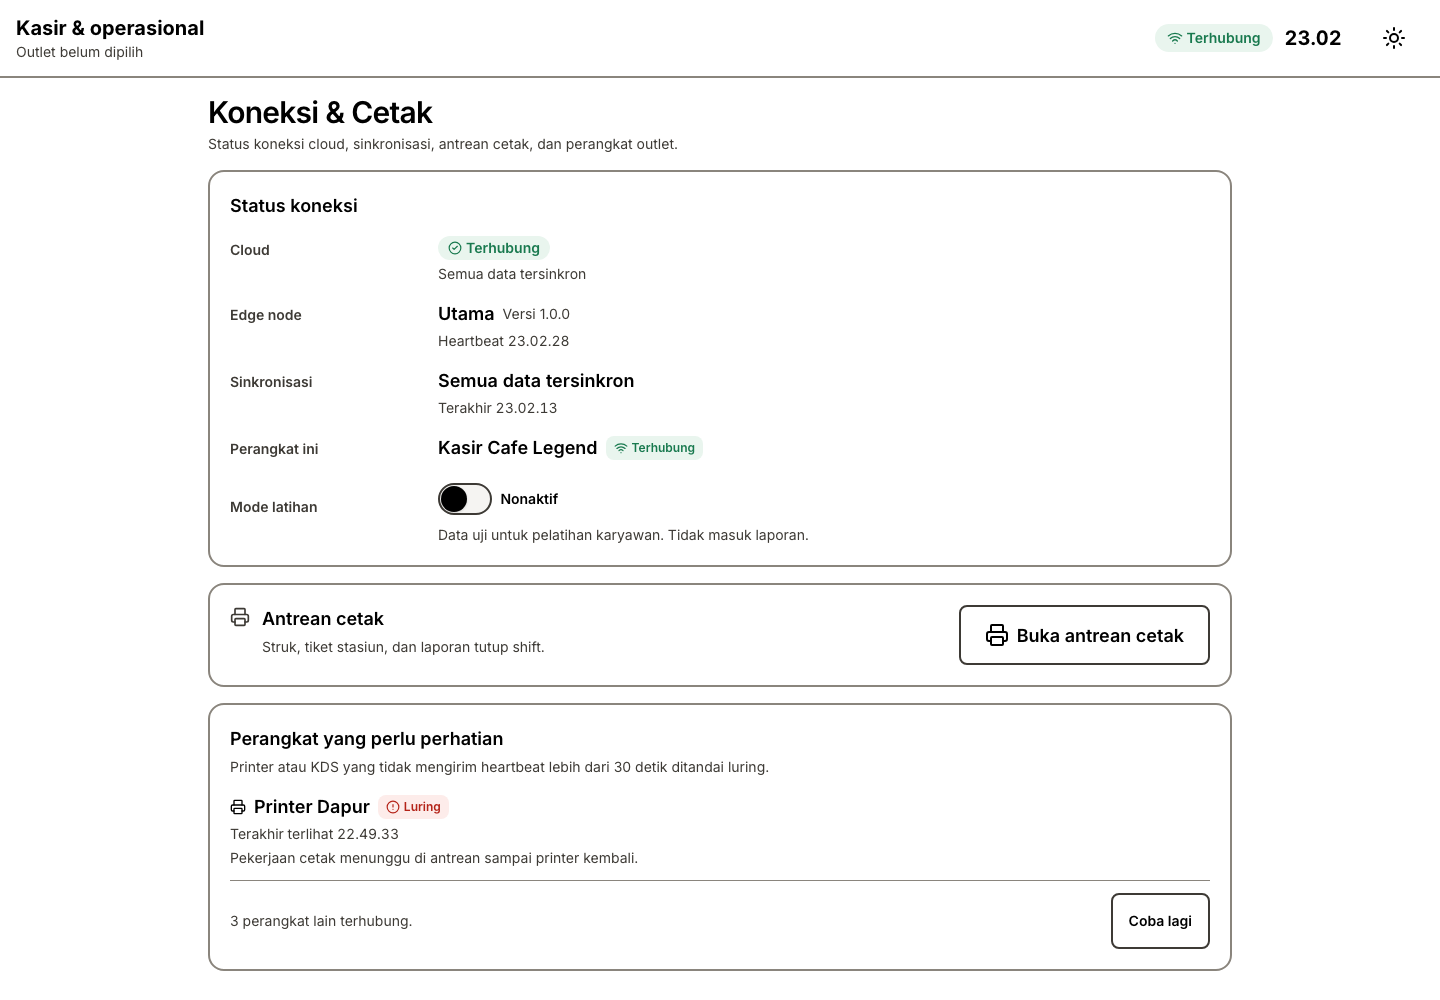 Kasir & operasional
Outlet belum dipilih
Terhubung 23.02
Koneksi & Cetak
Status koneksi cloud, sinkronisasi, antrean cetak, dan perangkat outlet.
Status koneksi
Cloud
Terhubung
Semua data tersinkron
Edge node
Utama Versi 1.0.0
Heartbeat 23.02.28
Sinkronisasi
Semua data tersinkron
Terakhir 23.02.13
Perangkat ini
Kasir Cafe Legend Terhubung
Mode latihan
Nonaktif
Data uji untuk pelatihan karyawan. Tidak masuk laporan.
Antrean cetak
Struk, tiket stasiun, dan laporan tutup shift.
Buka antrean cetak
Perangkat yang perlu perhatian
Printer atau KDS yang tidak mengirim heartbeat lebih dari 30 detik ditandai luring.
Printer Dapur Luring
Terakhir terlihat 22.49.33
Pekerjaan cetak menunggu di antrean sampai printer kembali.
3 perangkat lain terhubung.
Coba lagi